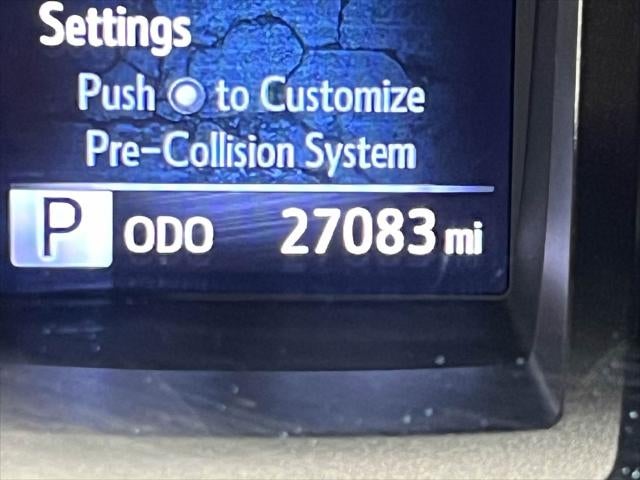 Settings
Push to Customize
Pre-Collision System
P ODO 27083 mi